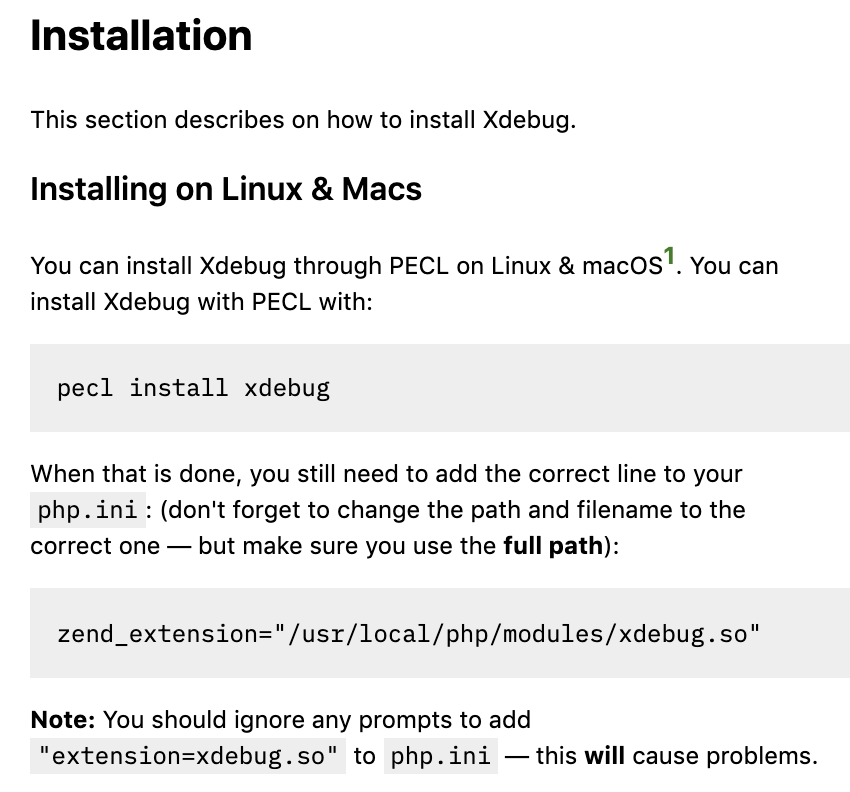 Installation
This section describes on how to install Xdebug.
Installing on Linux & Macs
You can install Xdebug through PECL on Linux & macOS1. You can
install Xdebug with PECL with:
pecl install xdebug
When that is done, you still need to add the correct line to your
php.ini: (don't forget to change the path and filename to the
correct one — but make sure you use the full path):
zend_extension="/usr/local/php/modules/xdebug.so"
Note: You should ignore any prompts to add
"extension=xdebug.so" to php.ini — this will cause problems.